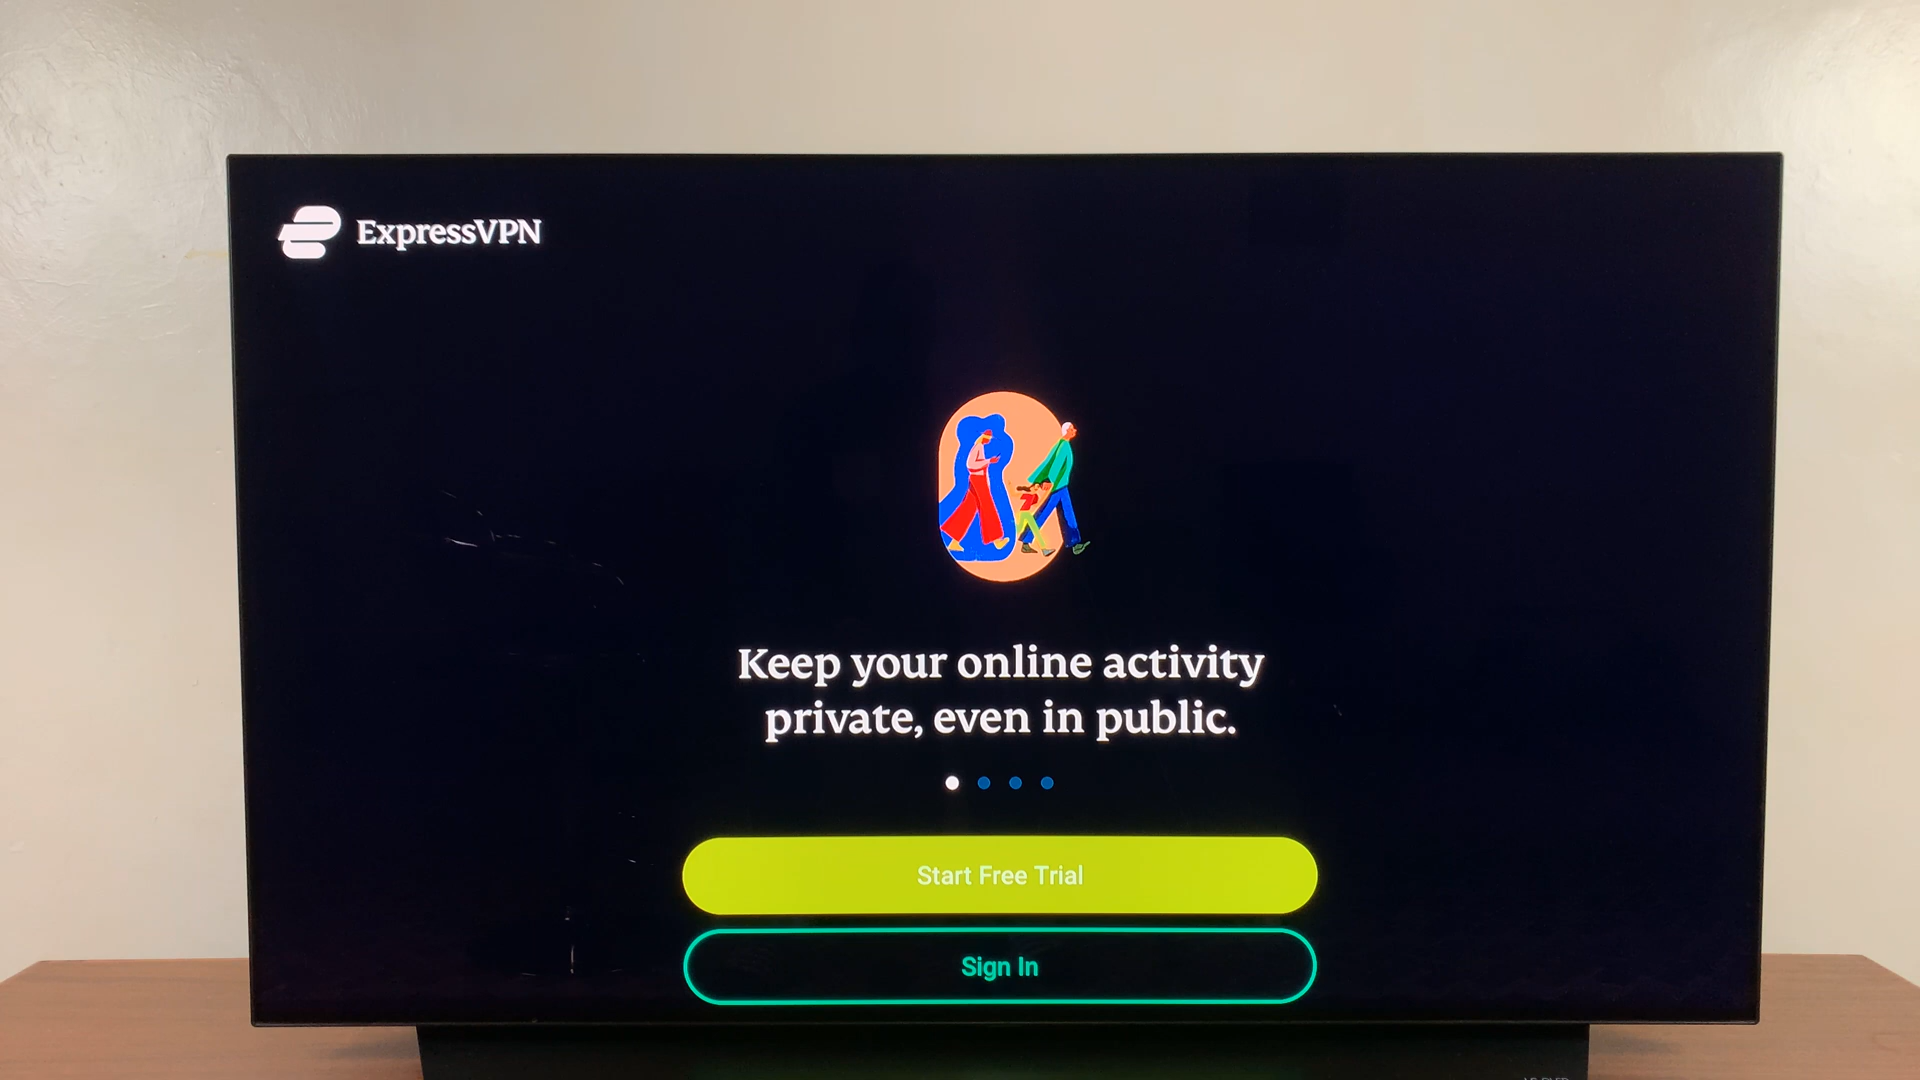 ExpressVPN
Keep your online activity
private, even in public.
Start Free Trial
Sign In